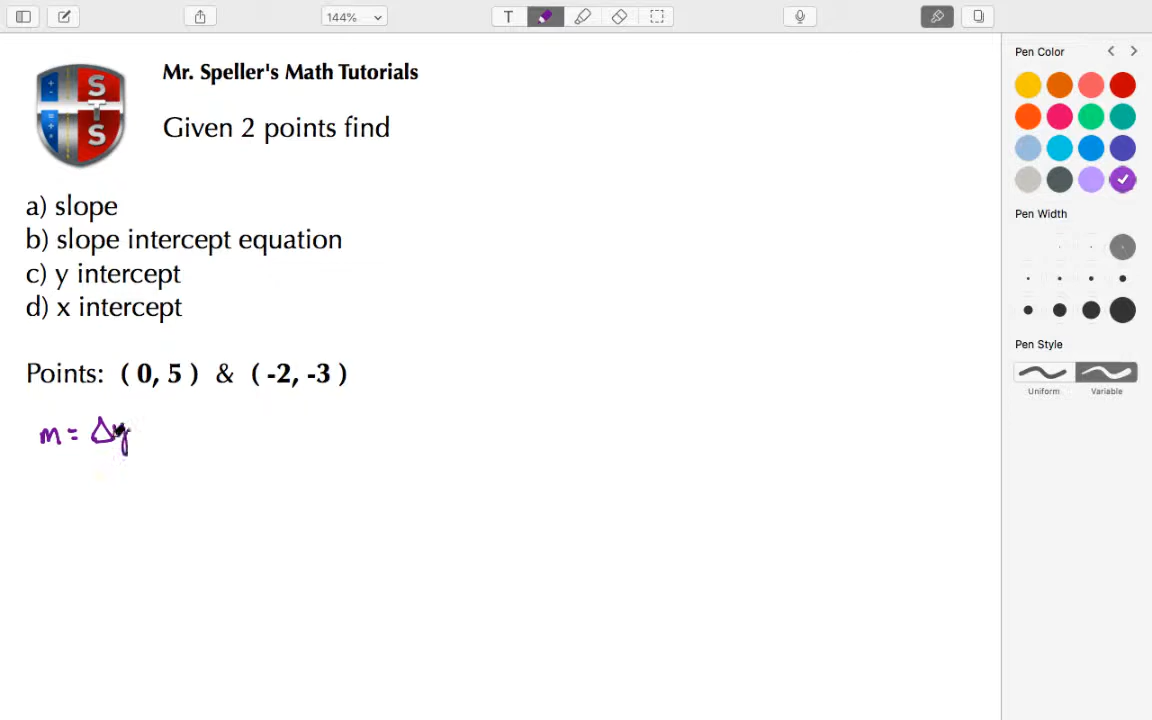 144%
T
Pen Color
S
T
S
Mr. Speller's Math Tutorials
Given 2 points find
a) slope
b) slope intercept equation
c) y intercept
d) x intercept
Points: ( 0, 5 ) & ( -2, -3 )
m = Δy
Pen Width
Pen Style
Uniform
Variable